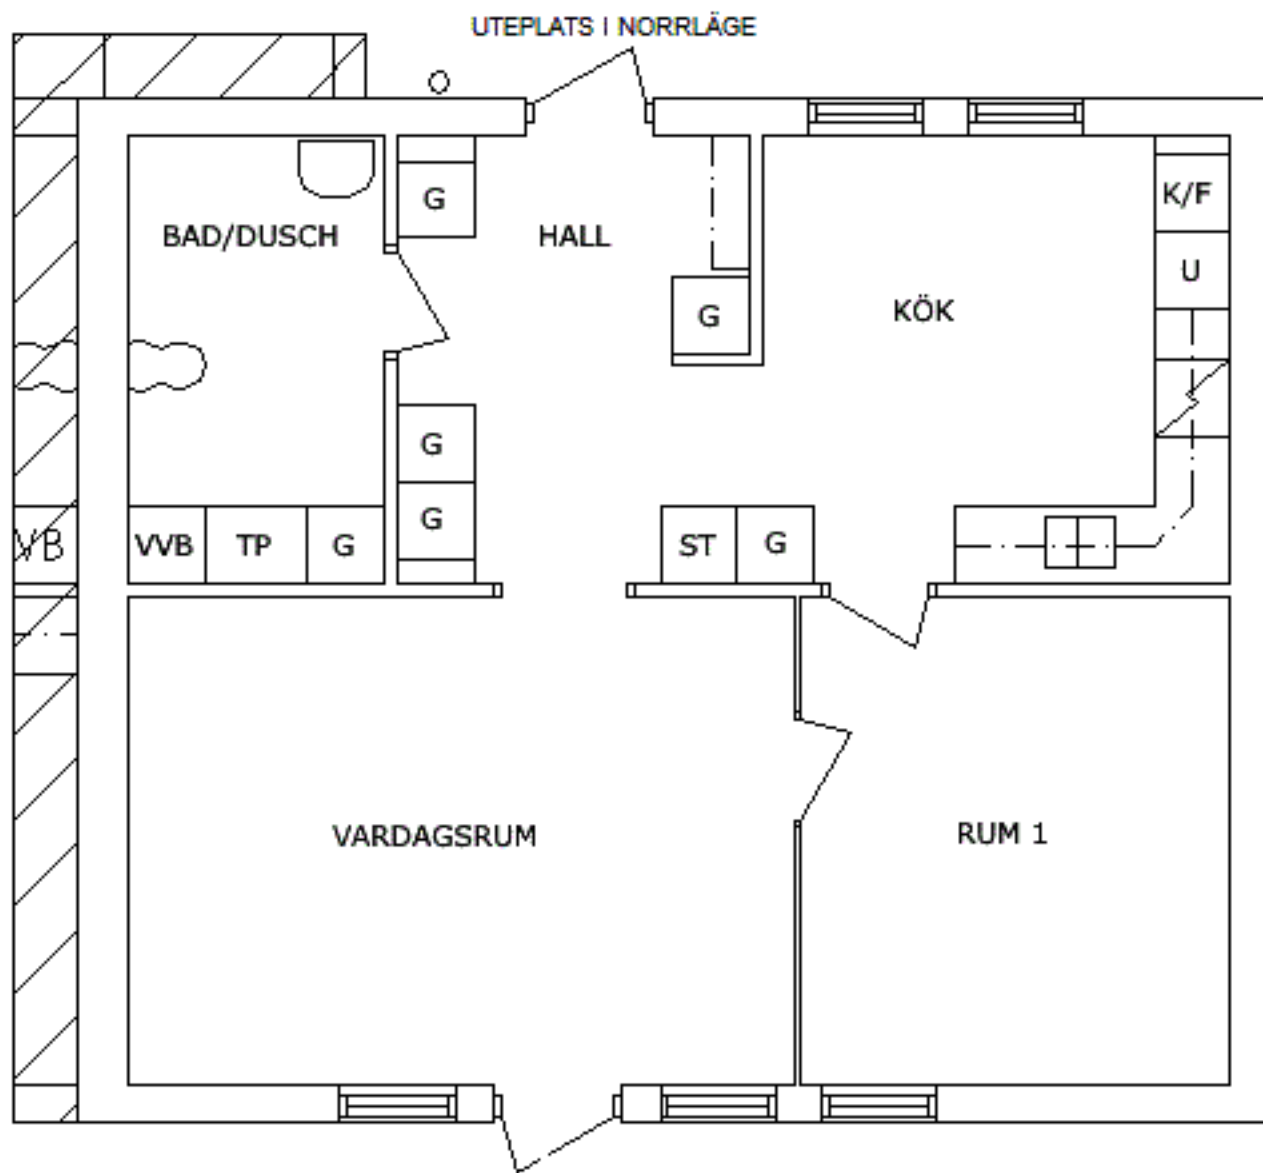 UTEPLATS I NORRLÄGE
G
K/F
BAD/DUSCH
HALL
U
KÖK
G
G
G
VB
VVB
TP
G
ST
G
VARDAGSRUM
RUM 1